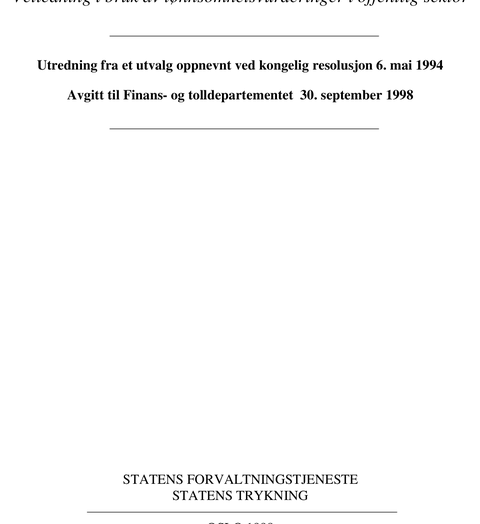 Veiledning i bruk av lønnsomhetsvurderinger i offentlig sektor
Utredning fra et utvalg oppnevnt ved kongelig resolusjon 6. mai 1994
Avgitt til Finans- og tolldepartementet 30. september 1998
STATENS FORVALTNINGSTJENESTE
STATENS TRYKNING